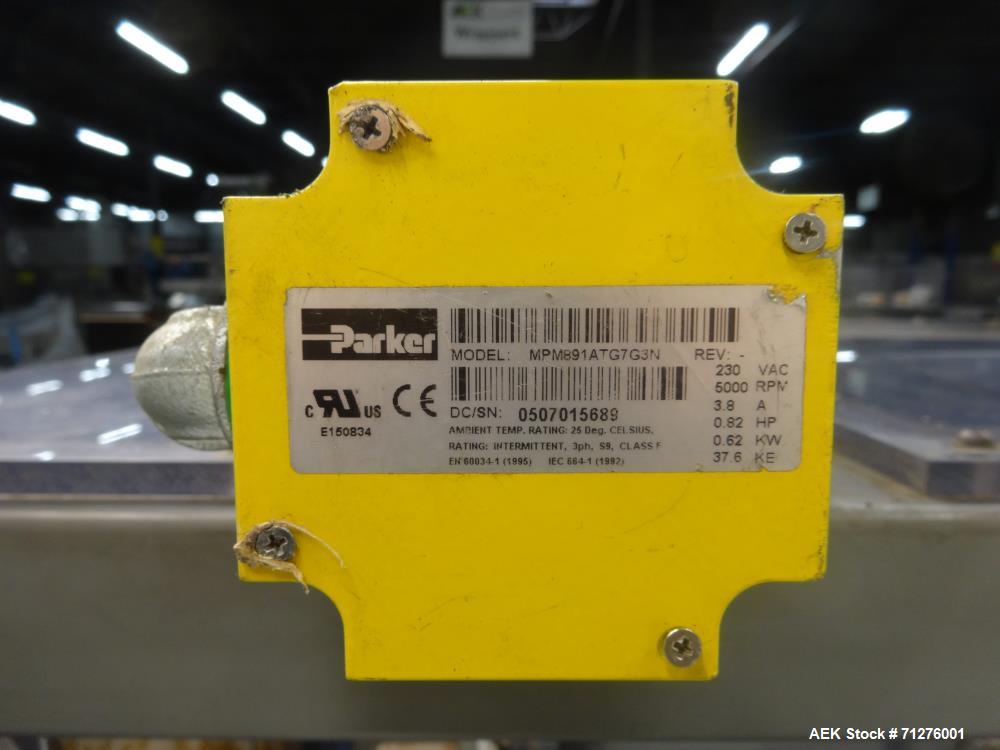 Parker
MODEL: MPM891ATG7G3N REV: -
230 VAC
5000 RPM
DC/SN: 0507015689
3.8 A
C UR US CE
E150834
0.82 HP
AMBIENT TEMP. RATING: 25 Deg. CELSIUS.
0.62 KW
RATING: INTERMITTENT, 3ph, S9, CLASS F
37.6 KE
EN 60034-1 (1995) IEC 664-1 (1992)
AEK Stock #71276001